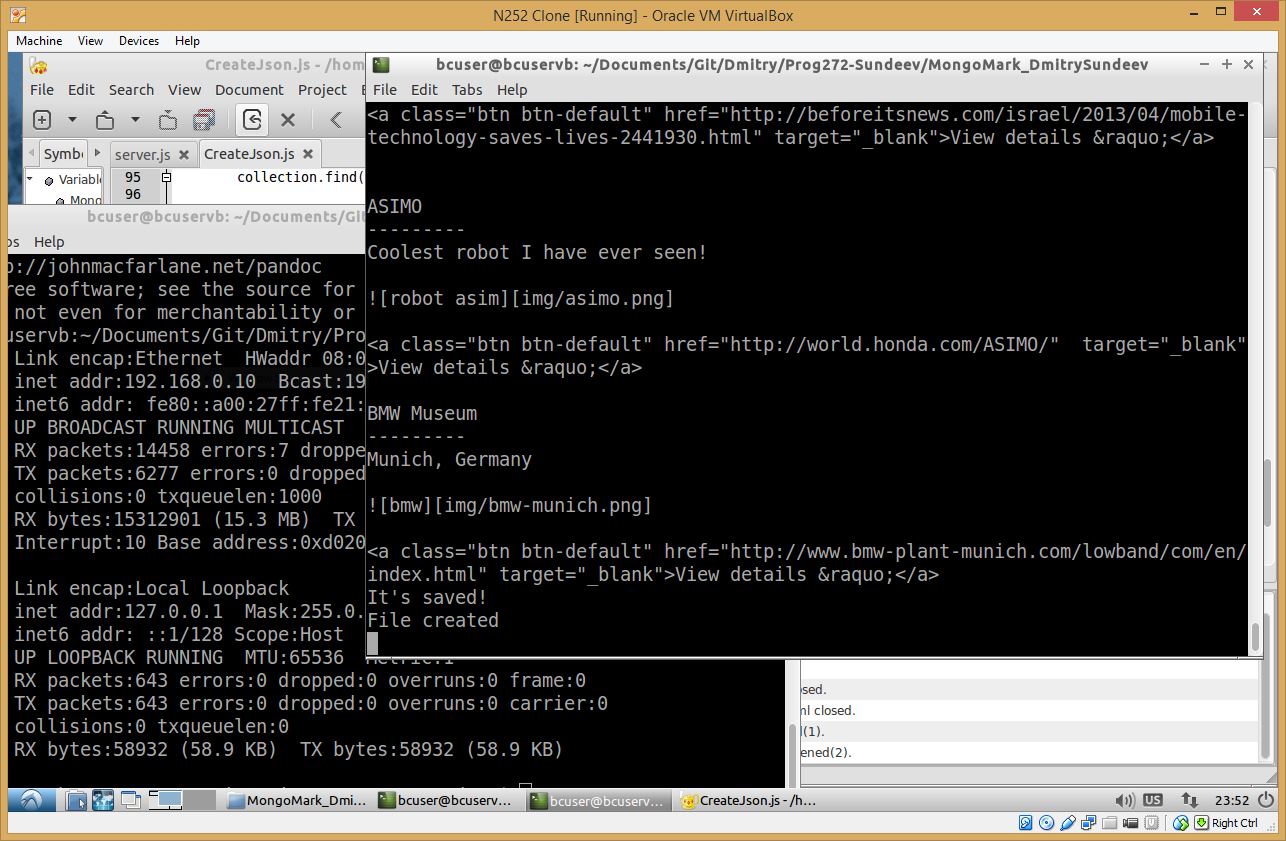 N252 Clone [Running] - Oracle VM VirtualBox
Machine View Devices Help
CreateJson.js - /hom
File Edit Search View Document Project
Symb
server.js
CreateJson.js
Variabl
95 collection.find(
96
Mong
bcuser@bcuservb: ~/Documents/Gi
ps Help
p://johnmacfarlane.net/pandoc
ree software; see the source for
not even for merchantability or
uservb:~/Documents/Git/Dmitry/Pro
Link encap:Ethernet HWaddr 08:0
inet addr:192.168.0.10 Bcast:19
inet6 addr: fe80::a00:27ff:fe21:
UP BROADCAST RUNNING MULTICAST
RX packets:14458 errors:7 droppe
TX packets:6277 errors:0 dropped
collisions:0 txqueuelen:1000
RX bytes:15312901 (15.3 MB) TX
Interrupt:10 Base address:0xd020
Link encap:Local Loopback
inet addr:127.0.0.1 Mask:255.0.
inet6 addr: ::1/128 Scope:Host
UP LOOPBACK RUNNING MTU:65536 Metric:1
RX packets:643 errors:0 dropped:0 overruns:0 frame:0
TX packets:643 errors:0 dropped:0 overruns:0 carrier:0
collisions:0 txqueuelen:0
RX bytes:58932 (58.9 KB) TX bytes:58932 (58.9 KB)
bcuser@bcuservb: ~/Documents/Git/Dmitry/Prog272-Sundeev/MongoMark_DmitrySundeev
File Edit Tabs Help
<a class="btn btn-default" href="http://beforeitsnews.com/israel/2013/04/mobile-
technology-saves-lives-2441930.html" target="_blank">View details &raquo;</a>
ASIMO
---------
Coolest robot I have ever seen!
![robot asim][img/asimo.png]
<a class="btn btn-default" href="http://world.honda.com/ASIMO/"  target="_blank"
>View details &raquo;</a>
BMW Museum
---------
Munich, Germany
![bmw][img/bmw-munich.png]
<a class="btn btn-default" href="http://www.bmw-plant-munich.com/lowband/com/en/
index.html" target="_blank">View details &raquo;</a>
It's saved!
File created
osed.
ml closed.
(1).
ened(2).
MongoMark_Dmi...
bcuser@bcuserv...
bcuser@bcuserv...
CreateJson.js - /h...
US
23:52
Right Ctrl